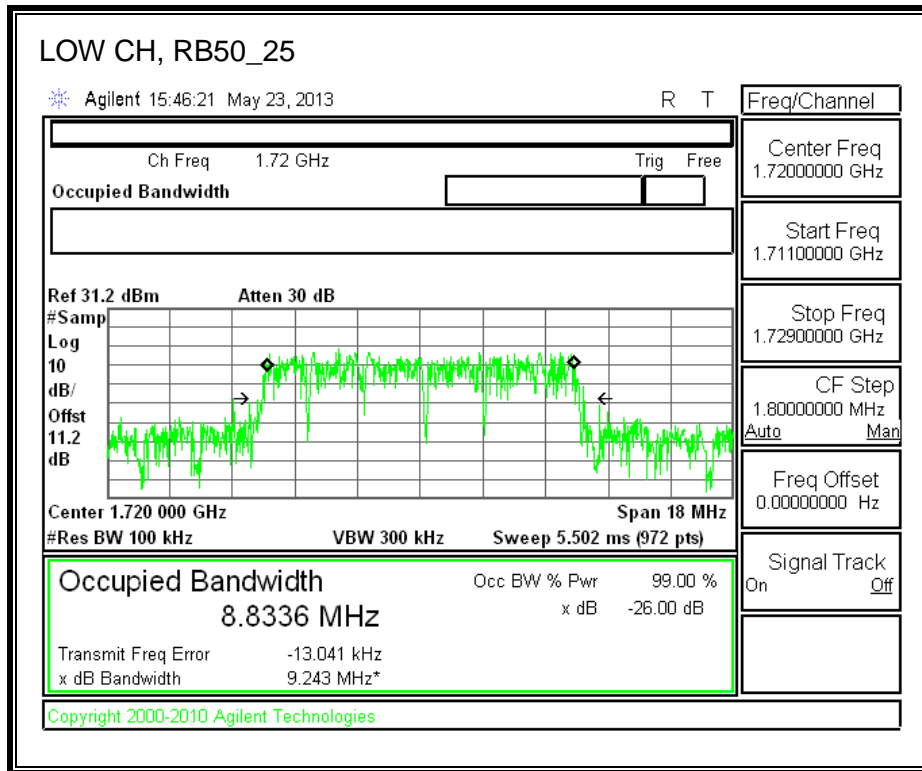 LOW CH, RB50_25
Agilent 15:46:21 May 23, 2013 R T
Freq/Channel
Ch Freq 1.72 GHz Trig Free
Occupied Bandwidth
Center Freq
1.72000000 GHz
Start Freq
1.71100000 GHz
Stop Freq
1.72900000 GHz
CF Step
1.80000000 MHz
Auto Man
Freq Offset
0.00000000 Hz
Signal Track
On Off
Ref 31.2 dBm Atten 30 dB
#Samp
Log
10
dB/
Offst
11.2
dB
Center 1.720 000 GHz Span 18 MHz
#Res BW 100 kHz VBW 300 kHz Sweep 5.502 ms (972 pts)
Occupied Bandwidth Occ BW % Pwr 99.00 %
8.8336 MHz x dB -26.00 dB
Transmit Freq Error -13.041 kHz
x dB Bandwidth 9.243 MHz*
Copyright 2000-2010 Agilent Technologies